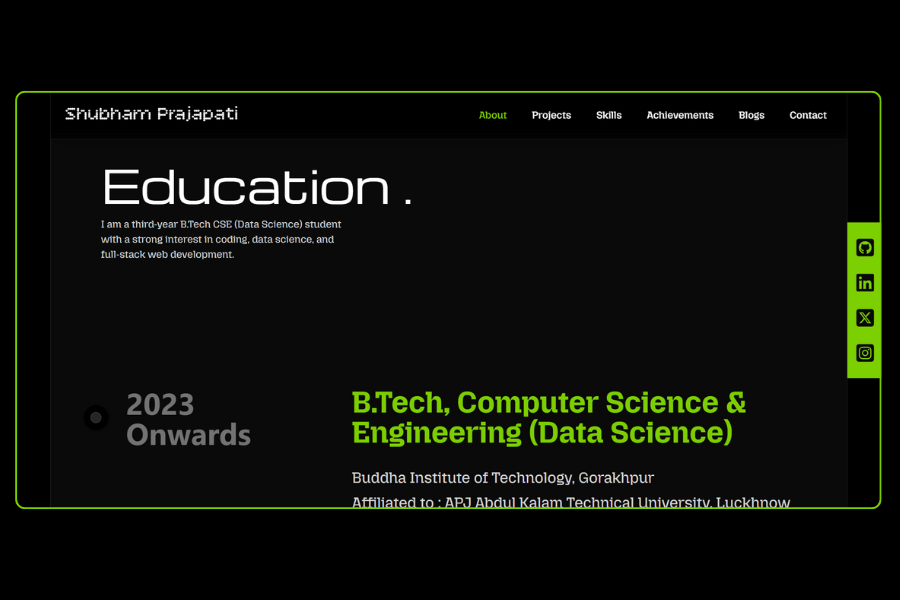 Shubham Prajapati
About Projects Skills Achievements Blogs Contact
Education .
I am a third-year B.Tech CSE (Data Science) student
with a strong interest in coding, data science, and
full-stack web development.
2023
Onwards
B.Tech, Computer Science &
Engineering (Data Science)
Buddha Institute of Technology, Gorakhpur
Affiliated to : APJ Abdul Kalam Technical University, Luckhnow